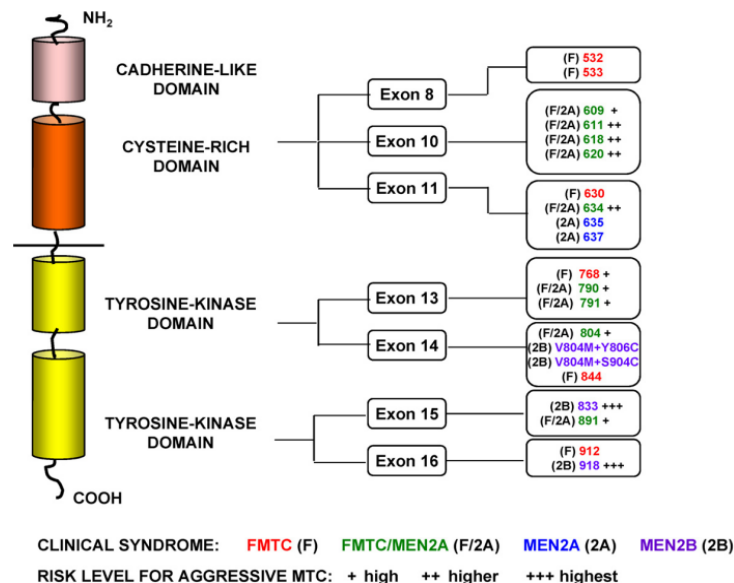 NH2
CADHERINE-LIKE
DOMAIN
CYSTEINE-RICH
DOMAIN
TYROSINE-KINASE
DOMAIN
TYROSINE-KINASE
DOMAIN
COOH
Exon 8
(F) 532
(F) 533
Exon 10
(F/2A) 609 +
(F/2A) 611 ++
(F/2A) 618 ++
(F/2A) 620 ++
Exon 11
(F) 630
(F/2A) 634 ++
(2A) 635
(2A) 637
Exon 13
(F) 768 +
(F/2A) 790 +
(F/2A) 791 +
Exon 14
(F/2A) 804 +
(2B) V804M+Y806C
(2B) V804M+S904C
(F) 844
Exon 15
(2B) 833 +++
(F/2A) 891 +
Exon 16
(F) 912
(2B) 918 +++
CLINICAL SYNDROME: FMTC (F) FMTC/MEN2A (F/2A) MEN2A (2A) MEN2B (2B)
RISK LEVEL FOR AGGRESSIVE MTC: + high ++ higher +++ highest